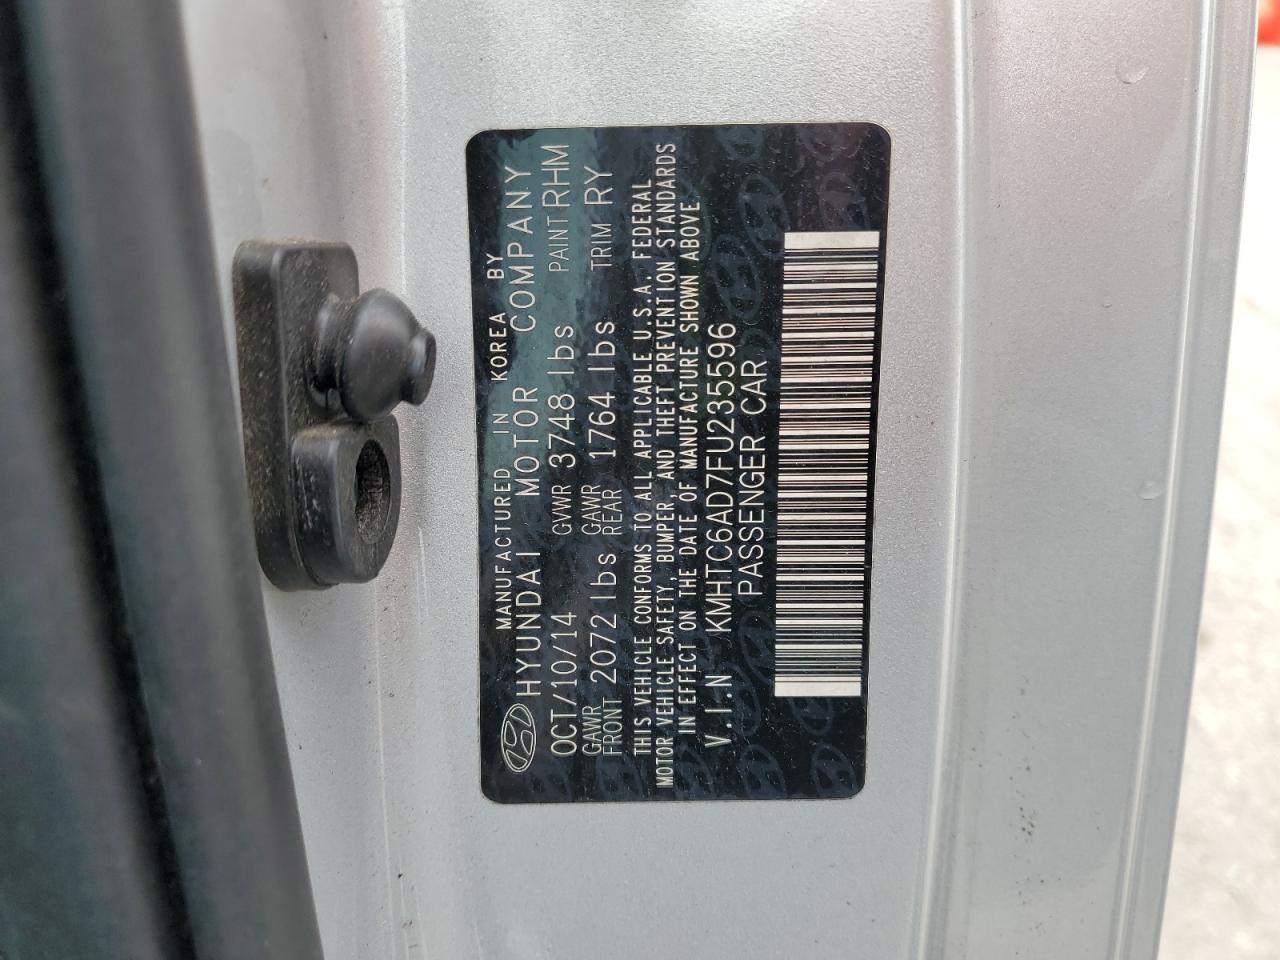 MANUFACTURED IN KOREA BY
HYUNDAI MOTOR COMPANY
OCT/10/14 GVWR 3748 lbs PAINT RHM
GAWR FRONT 2072 lbs GAWR REAR 1764 lbs TRIM RY
THIS VEHICLE CONFORMS TO ALL APPLICABLE U.S.A. FEDERAL
MOTOR VEHICLE SAFETY, BUMPER, AND THEFT PREVENTION STANDARDS
IN EFFECT ON THE DATE OF MANUFACTURE SHOWN ABOVE.
V.I.N KMHTC6AD7FU235596
PASSENGER CAR